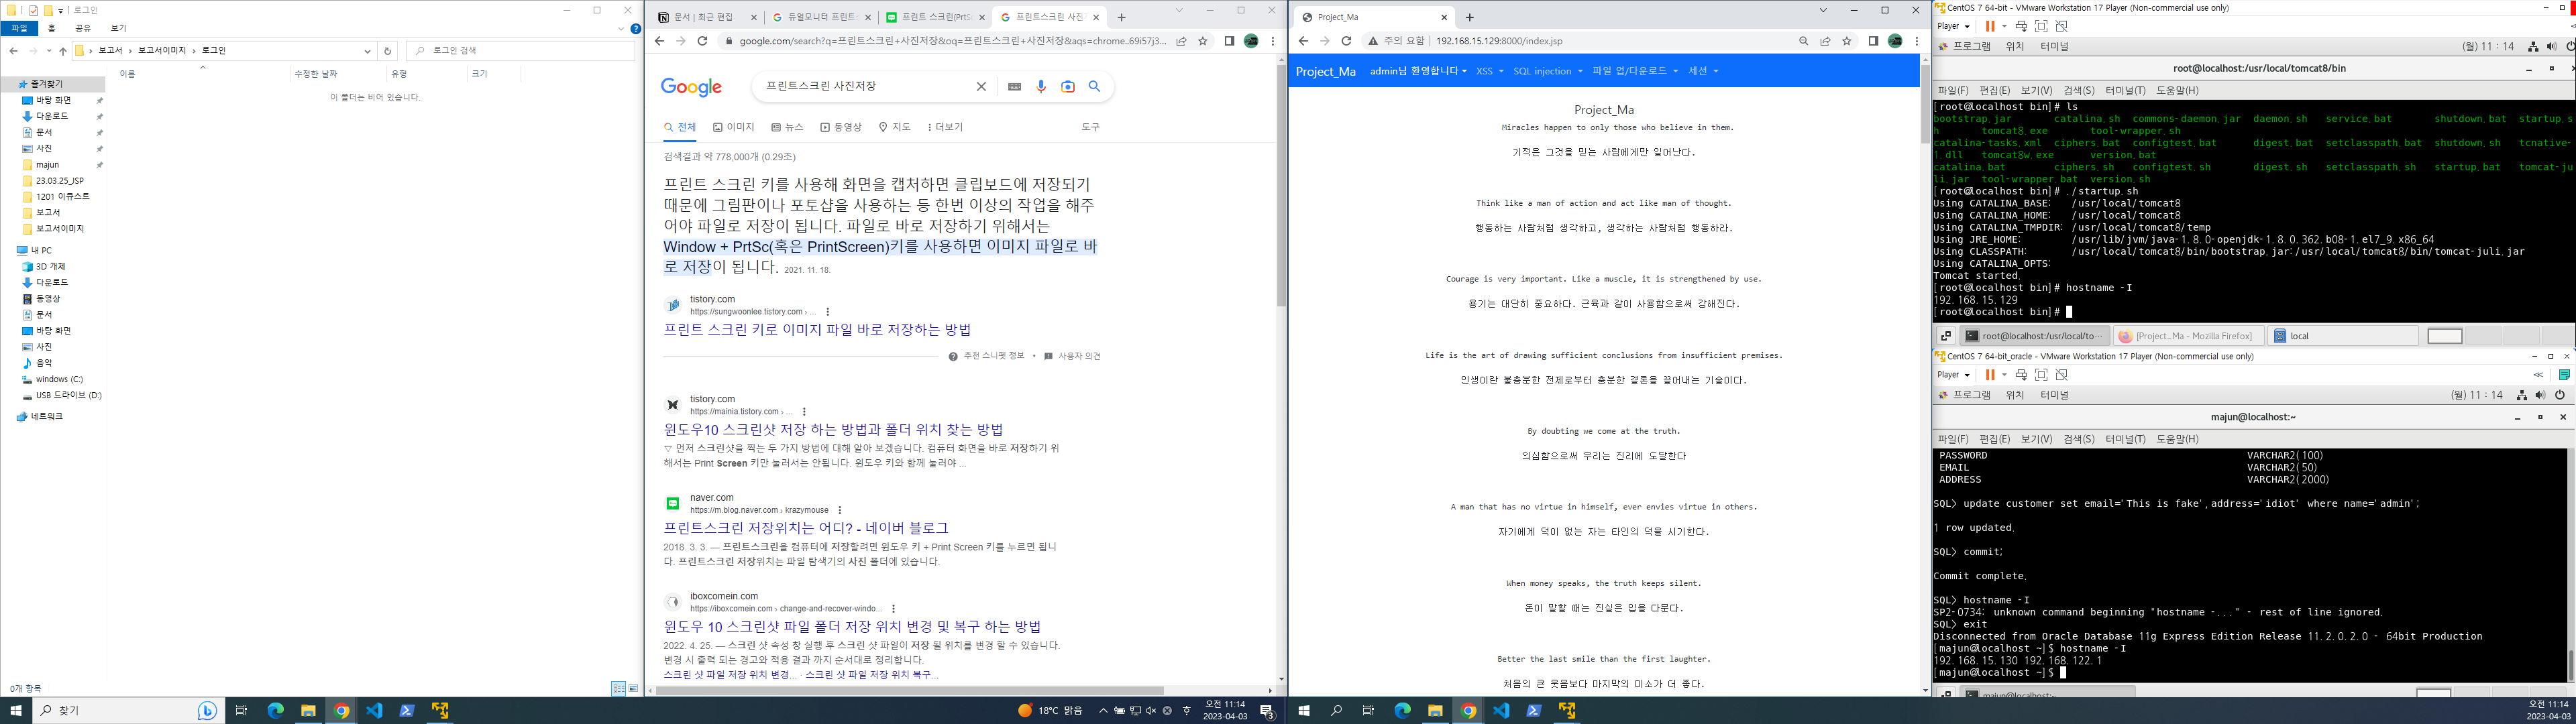 로그인
파일
홈
공유
보기
보고서 › 보고서이미지 › 로그인
로그인 검색
이름
수정한 날짜
유형
크기
이 폴더는 비어 있습니다.
즐겨찾기
바탕 화면
다운로드
문서
사진
majun
23.03.25_JSP
1201 이큐스트
보고서
보고서이미지
내 PC
3D 개체
다운로드
동영상
문서
바탕 화면
사진
음악
windows (C:)
USB 드라이브 (D:)
네트워크
0개 항목
문서 | 최근 편집
듀얼모니터 프린트
프린트 스크린(PrtSc
프린트스크린 사진
google.com/search?q=프린트스크린+사진저장&oq=프린트스크린+사진저장&aqs=chrome..69i57j3...
Google
프린트스크린 사진저장
전체
이미지
뉴스
동영상
지도
더보기
도구
검색결과 약 778,000개 (0.29초)
프린트 스크린 키를 사용해 화면을 캡처하면 클립보드에 저장되기
때문에 그림판이나 포토샵을 사용하는 등 한번 이상의 작업을 해주
어야 파일로 저장이 됩니다. 파일로 바로 저장하기 위해서는
Window + PrtSc(혹은 PrintScreen)키를 사용하면 이미지 파일로 바
로 저장이 됩니다. 2021. 11. 18.
tistory.com
https://sungwoonlee.tistory.com › ...
프린트 스크린 키로 이미지 파일 바로 저장하는 방법
추천 스니펫 정보 • 사용자 의견
tistory.com
https://mainia.tistory.com › ...
윈도우10 스크린샷 저장 하는 방법과 폴더 위치 찾는 방법
▽ 먼저 스크린샷을 찍는 두 가지 방법에 대해 알아 보겠습니다. 컴퓨터 화면을 바로 저장하기 위
해서는 Print Screen 키만 눌러서는 안됩니다. 윈도우 키와 함께 눌러야 ...
naver.com
https://m.blog.naver.com › krazymouse
프린트스크린 저장위치는 어디? - 네이버 블로그
2018. 3. 3. — 프린트스크린을 컴퓨터에 저장할려면 윈도우 키 + Print Screen 키를 누르면 됩니
다. 프린트스크린 저장위치는 파일 탐색기의 사진 폴더에 있습니다.
iboxcomein.com
https://iboxcomein.com › change-and-recover-windo...
윈도우 10 스크린샷 파일 폴더 저장 위치 변경 및 복구 하는 방법
2022. 4. 25. — 스크린 샷 속성 창 실행 후 스크린 샷 파일이 저장 될 위치를 변경 할 수 있습니다.
변경 시 출력 되는 경고와 적용 결과 까지 순서대로 정리합니다.
스크린 샷 파일 저장 위치 변경... · 스크린 샷 파일 저장 위치 복구...
Project_Ma
주의 요함 | 192.168.15.129:8000/index.jsp
Project_Ma
admin님 환영합니다
XSS
SQL injection
파일 업/다운로드
세션
Project_Ma
Miracles happen to only those who believe in them.
기적은 그것을 믿는 사람에게만 일어난다.
Think like a man of action and act like man of thought.
행동하는 사람처럼 생각하고, 생각하는 사람처럼 행동하라.
Courage is very important. Like a muscle, it is strengthened by use.
용기는 대단히 중요하다. 근육과 같이 사용함으로써 강해진다.
Life is the art of drawing sufficient conclusions from insufficient premises.
인생이란 불충분한 전제로부터 충분한 결론을 끌어내는 기술이다.
By doubting we come at the truth.
의심함으로써 우리는 진리에 도달한다
A man that has no virtue in himself, ever envies virtue in others.
자기에게 덕이 없는 자는 타인의 덕을 시기한다.
When money speaks, the truth keeps silent.
돈이 말할 때는 진실은 입을 다문다.
Better the last smile than the first laughter.
처음의 큰 웃음보다 마지막의 미소가 더 좋다.
CentOS 7 64-bit - VMware Workstation 17 Player (Non-commercial use only)
Player
프로그램 위치 터미널
(월) 11 : 14
root@localhost:/usr/local/tomcat8/bin
파일(F) 편집(E) 보기(V) 검색(S) 터미널(T) 도움말(H)
[root@localhost bin]# ls
bootstrap.jar catalina.sh commons-daemon.jar daemon.sh service.bat shutdown.bat startup.s
h tomcat8.exe tool-wrapper.sh
catalina-tasks.xml ciphers.bat configtest.bat digest.bat setclasspath.bat shutdown.sh tcnative-
1.dll tomcat8w.exe version.bat
catalina.bat ciphers.sh configtest.sh digest.sh setclasspath.sh startup.bat tomcat-ju
li.jar tool-wrapper.bat version.sh
[root@localhost bin]# ./startup.sh
Using CATALINA_BASE: /usr/local/tomcat8
Using CATALINA_HOME: /usr/local/tomcat8
Using CATALINA_TMPDIR: /usr/local/tomcat8/temp
Using JRE_HOME: /usr/lib/jvm/java-1.8.0-openjdk-1.8.0.362.b08-1.el7_9.x86_64
Using CLASSPATH: /usr/local/tomcat8/bin/bootstrap.jar:/usr/local/tomcat8/bin/tomcat-juli.jar
Using CATALINA_OPTS:
Tomcat started.
[root@localhost bin]# hostname -I
192.168.15.129
[root@localhost bin]#
root@localhost:/usr/local/to…
[Project_Ma - Mozilla Firefox]
local
CentOS 7 64-bit_oracle - VMware Workstation 17 Player (Non-commercial use only)
Player
프로그램 위치 터미널
(월) 11 : 14
majun@localhost:~
파일(F) 편집(E) 보기(V) 검색(S) 터미널(T) 도움말(H)
PASSWORD VARCHAR2(100)
EMAIL VARCHAR2(50)
ADDRESS VARCHAR2(2000)
SQL> update customer set email='This is fake',address='idiot' where name='admin';
1 row updated.
SQL> commit;
Commit complete.
SQL> hostname -I
SP2-0734: unknown command beginning "hostname -..." - rest of line ignored.
SQL> exit
Disconnected from Oracle Database 11g Express Edition Release 11.2.0.2.0 - 64bit Production
[majun@localhost ~]$ hostname -I
192.168.15.130 192.168.122.1
[majun@localhost ~]$
majun@localhost:~
찾기
18°C 맑음
오전 11:14
2023-04-03
3
오전 11:14
2023-04-03